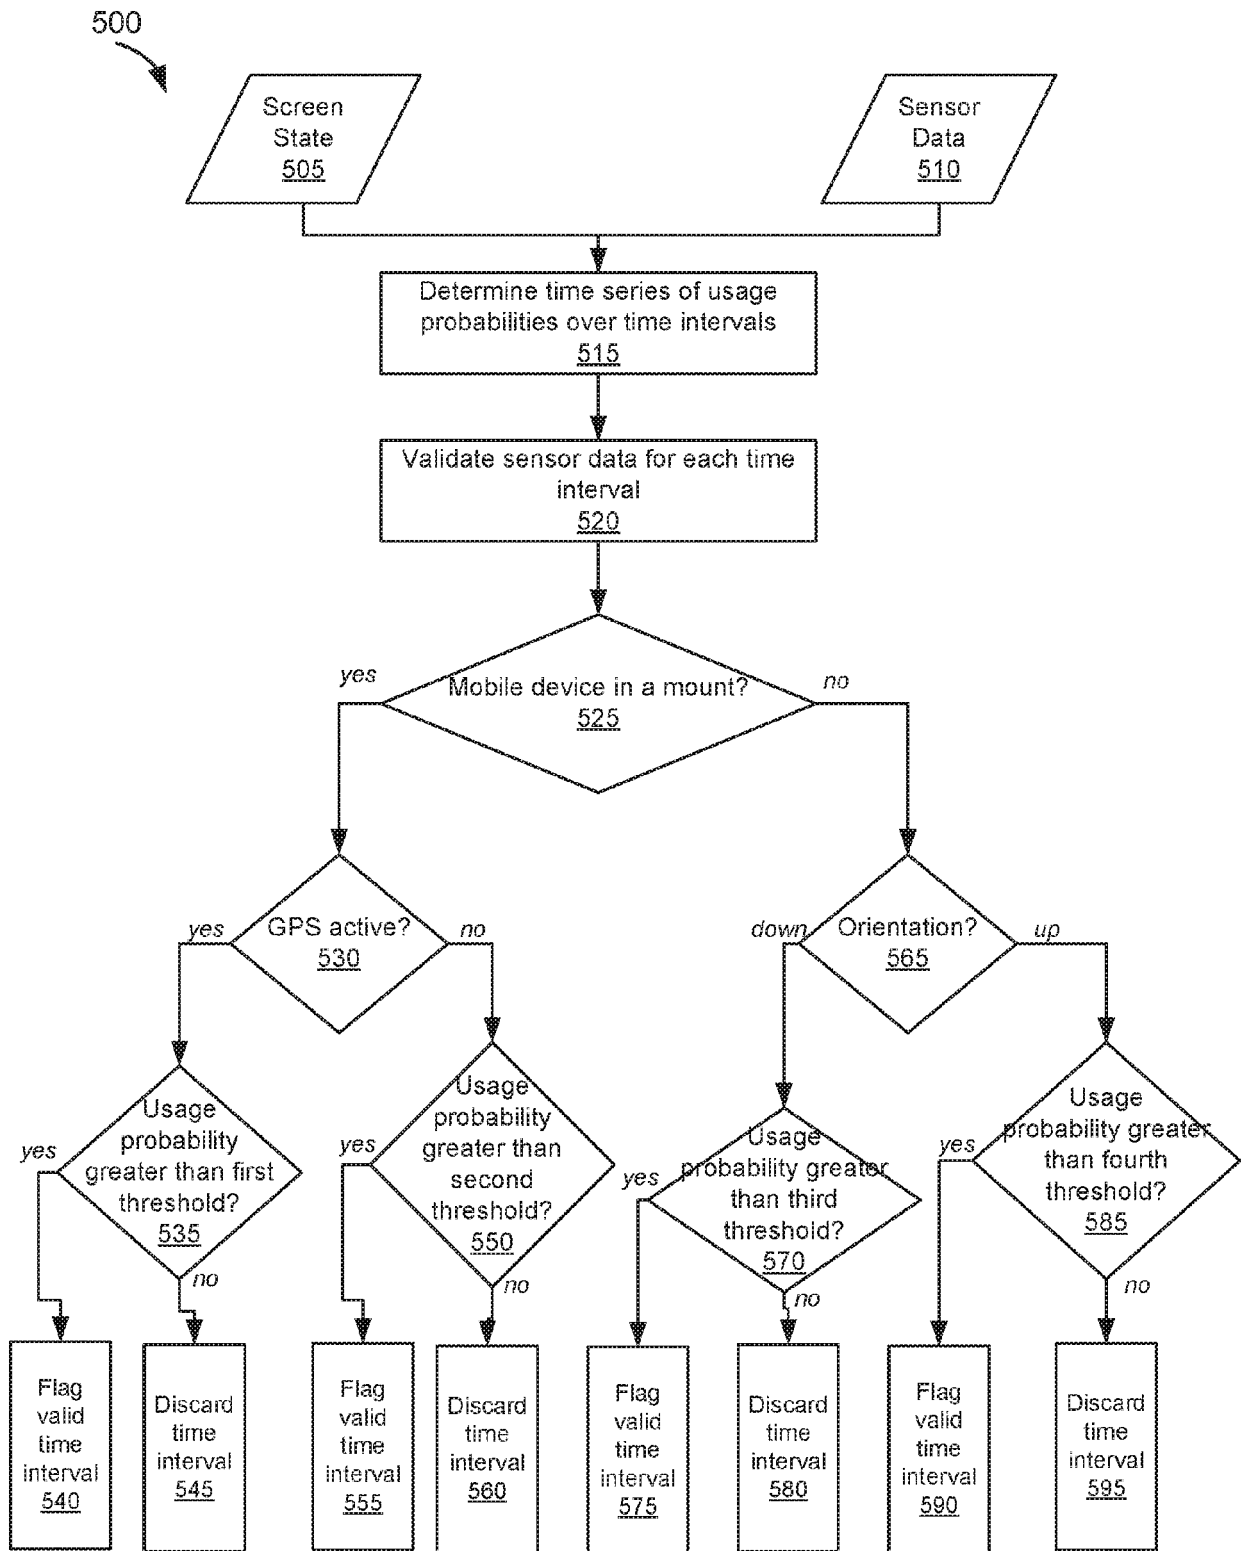 500
Screen
State
505
Sensor
Data
510
Determine time series of usage
probabilities over time intervals
515
Validate sensor data for each time
interval
520
yes
Mobile device in a mount?
525
no
yes
GPS active?
530
no
down
Orientation?
565
up
yes
Usage
probability
greater than first
threshold?
535
no
yes
Usage
probability
greater than
second
threshold?
550
no
yes
Usage
probability greater
than third
threshold?
570
no
yes
Usage
probability greater
than fourth
threshold?
585
no
Flag
valid
time
interval
540
Discard
time
interval
545
Flag
valid
time
interval
555
Discard
time
interval
560
Flag
valid
time
interval
575
Discard
time
interval
580
Flag
valid
time
interval
590
Discard
time
interval
595